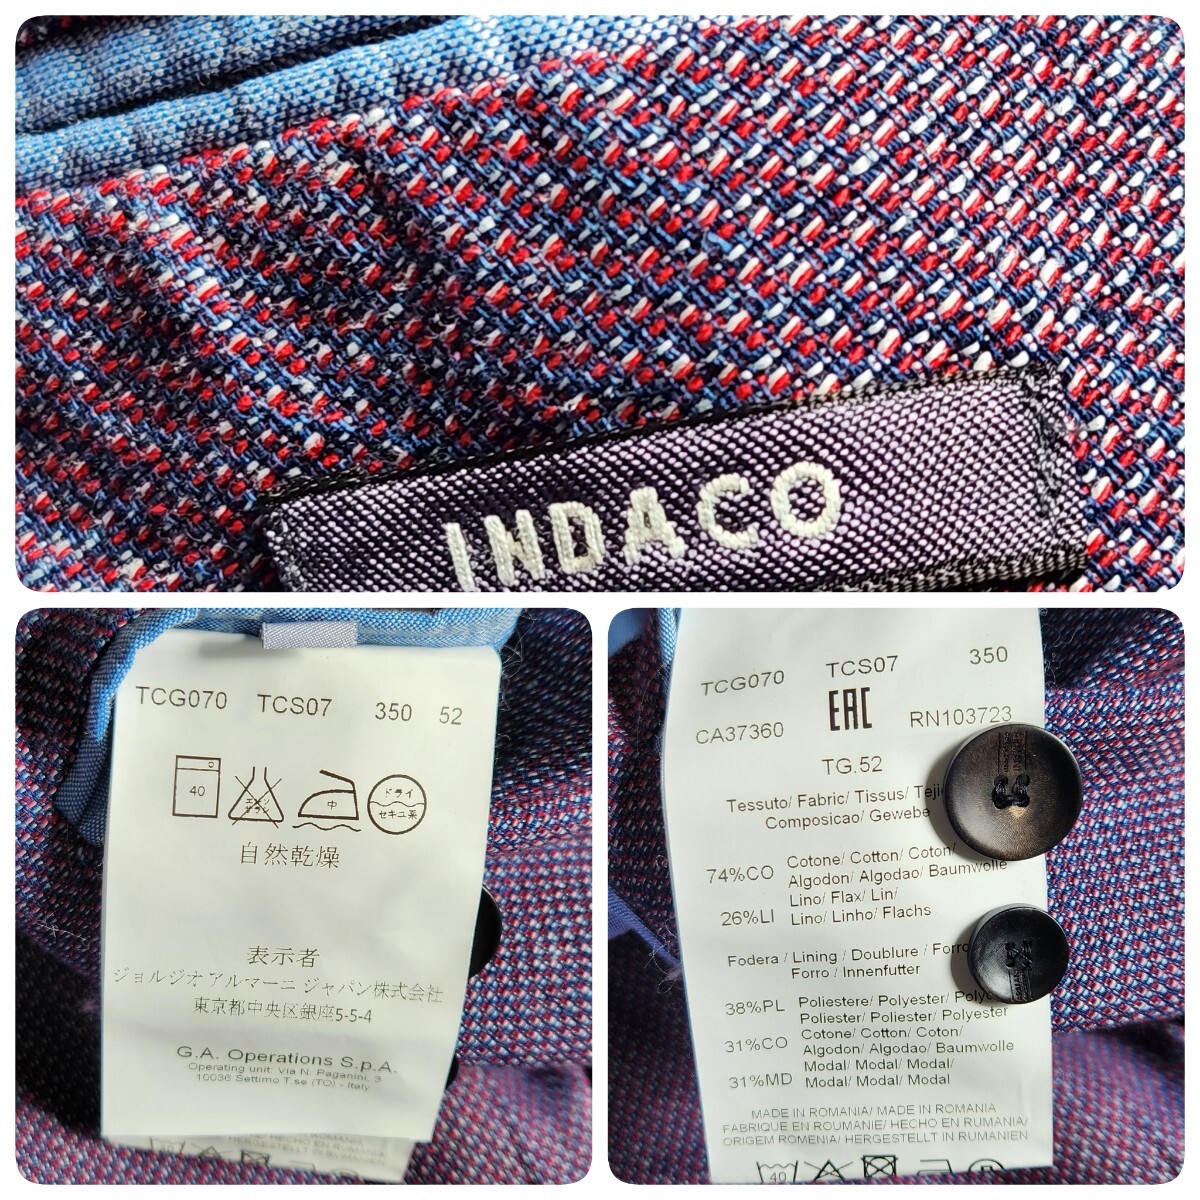 INDACO
TCG070 TCS07 350 52
40 エンソサラシ 中 ドライ セキユ系
自然乾燥
表示者
ジョルジオ アルマーニ ジャパン株式会社
東京都中央区銀座5-5-4
G.A. Operations S.p.A.
Operating unit: Via N. Paganini, 3
10036 Settimo T.se (TO) - Italy
HECHO EN RUMANIA/
HERGESTELLT IN RUMANIEN
TCG070 TCS07 350
CA37360 EAC RN103723
TG.52
Tessuto/ Fabric/ Tissus/
Composicao/ Gewebe
74%CO Cotone/ Cotton/ Coton/
Algodon/ Algodao/ Baumwolle
Lino/ Flax/ Lin/
26%LI Lino/ Linho/ Flachs
Fodera / Lining / Doublure /
Forro / Innenfutter
38%PL Poliestere/ Polyester/
Poliester/ Poliester/ Polyester
31%CO Cotone/ Cotton/ Coton/
Algodon/ Algodao/ Baumwolle
31%MD Modal/ Modal/ Modal/
Modal/ Modal/ Modal
MADE IN ROMANIA/ MADE IN ROMANIA
FABRIQUE EN ROUMANIE/ HECHO EN RUMANIA/
ORIGEM ROMENIA/ HERGESTELLT IN RUMANIEN
40